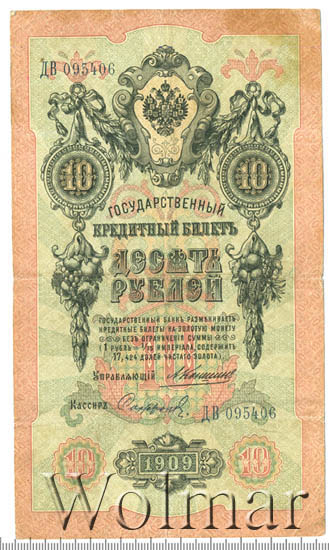 ДВ 095406
10 10
ГОСУДАРСТВЕННЫЙ
КРЕДИТНЫЙ БИЛЕТЪ
ДЕСЯТЬ
РУБЛЕЙ
ГОСУДАРСТВЕННЫЙ БАНКЪ РАЗМѢНИВАЕТЪ
КРЕДИТНЫЕ БИЛЕТЫ НА ЗОЛОТУЮ МОНЕТУ
БЕЗЪ ОГРАНИЧЕНІЯ СУММЫ
(1 РУБЛЬ = 1/15 ИМПЕРІАЛА, СОДЕРЖИТЪ
17,424 ДОЛЕЙ ЧИСТАГО ЗОЛОТА)
УПРАВЛЯЮЩІЙ
КАССИРЪ
ДВ 095406
10 1909 10
Wolmar